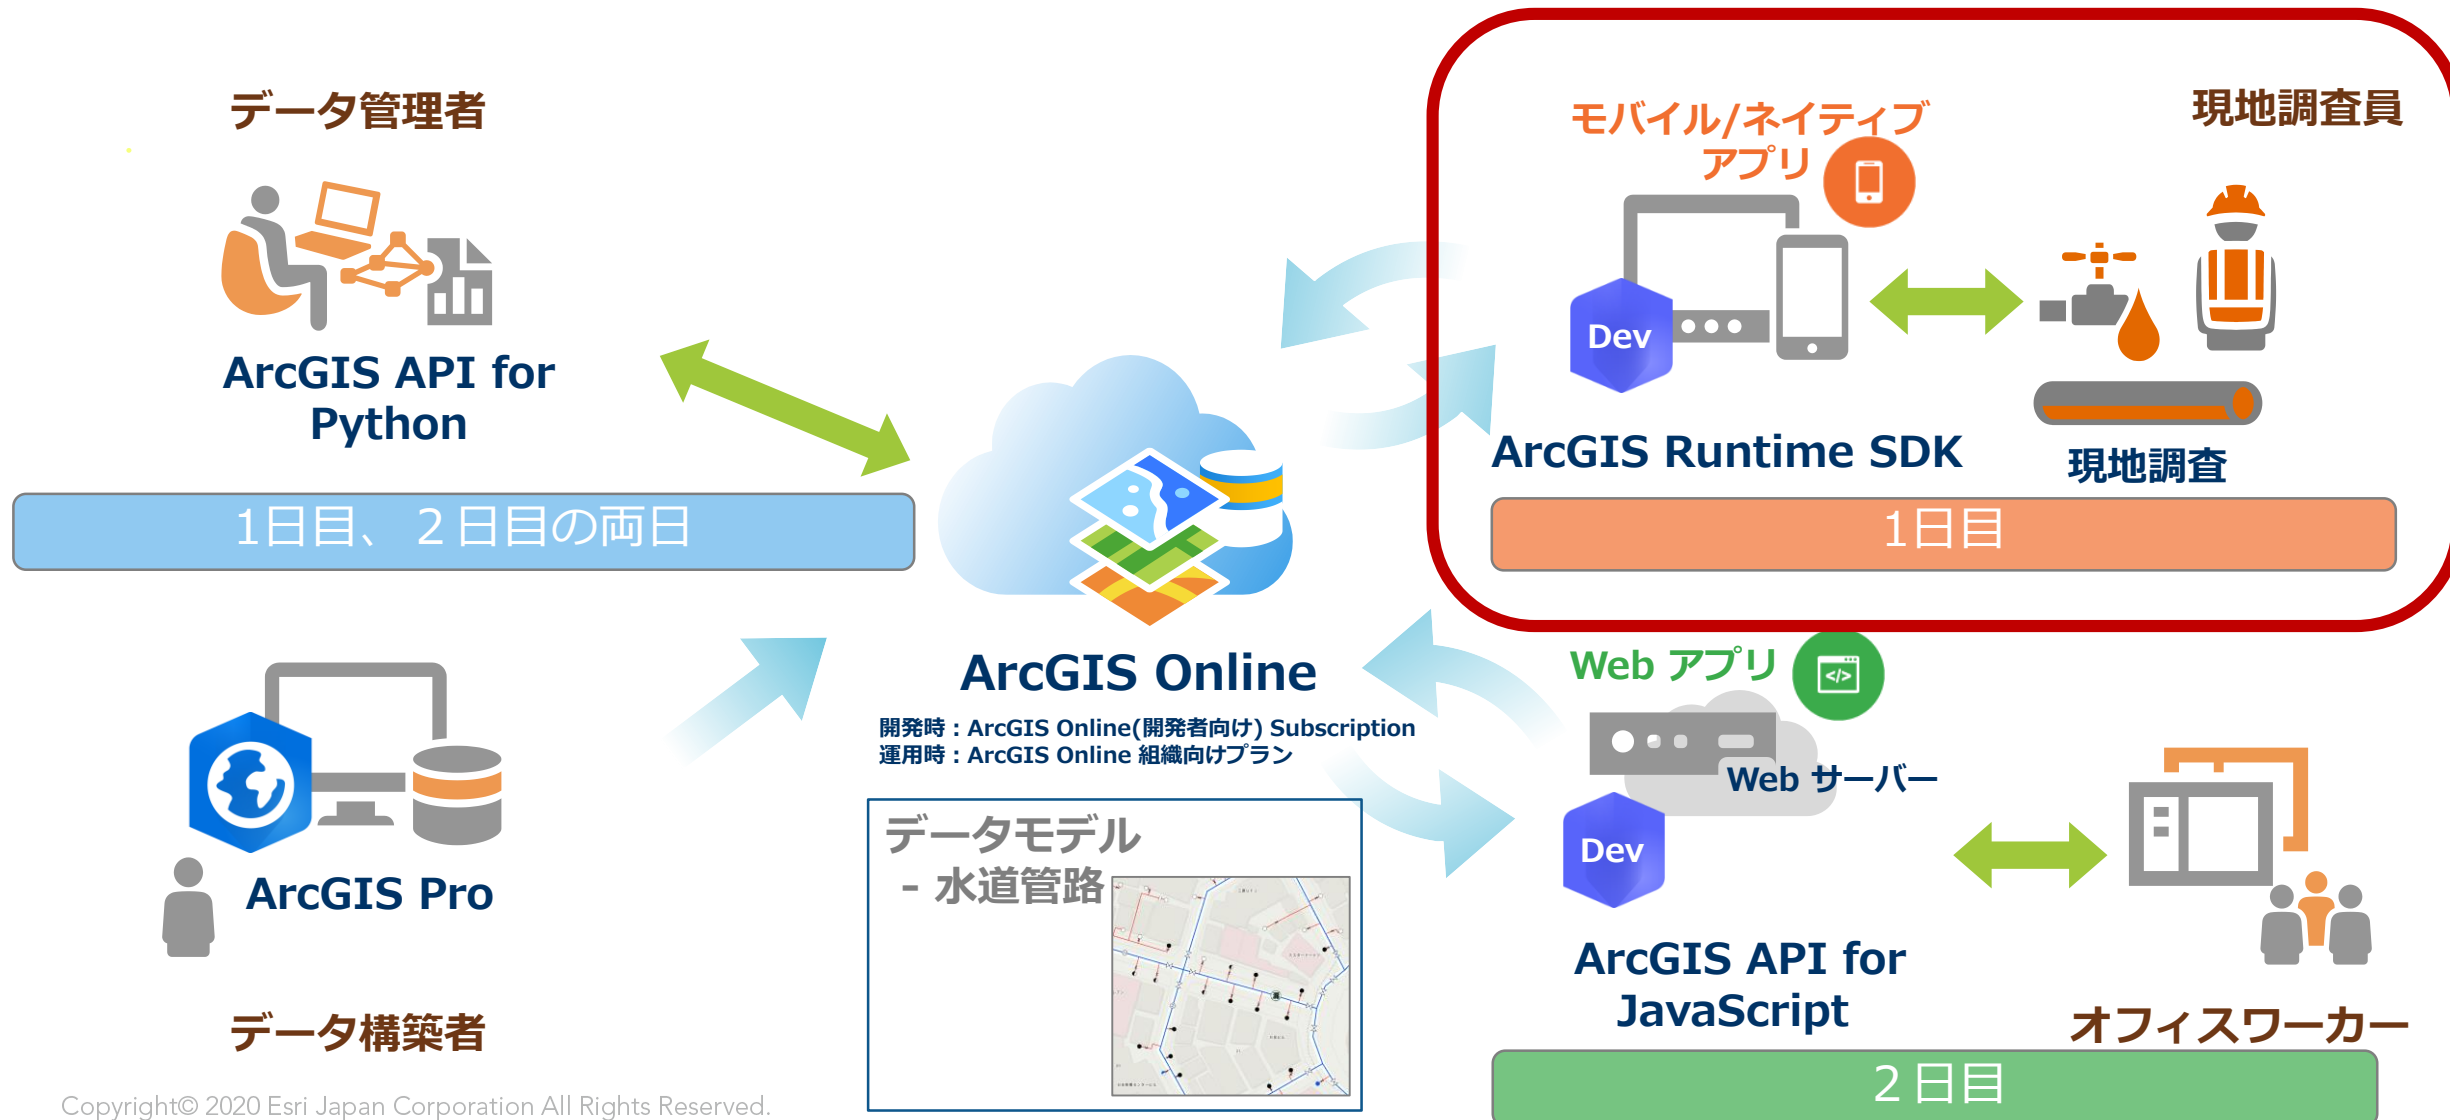 データ管理者
ArcGIS API for
Python
1日目、２日目の両日
ArcGIS Pro
データ構築者
ArcGIS Online
開発時：ArcGIS Online(開発者向け) Subscription
運用時：ArcGIS Online 組織向けプラン
データモデル
- 水道管路
モバイル/ネイティブ
アプリ
Dev
ArcGIS Runtime SDK
現地調査員
現地調査
1日目
Web アプリ
</>
Web サーバー
Dev
ArcGIS API for
JavaScript
オフィスワーカー
２日目
Copyright© 2020 Esri Japan Corporation All Rights Reserved.